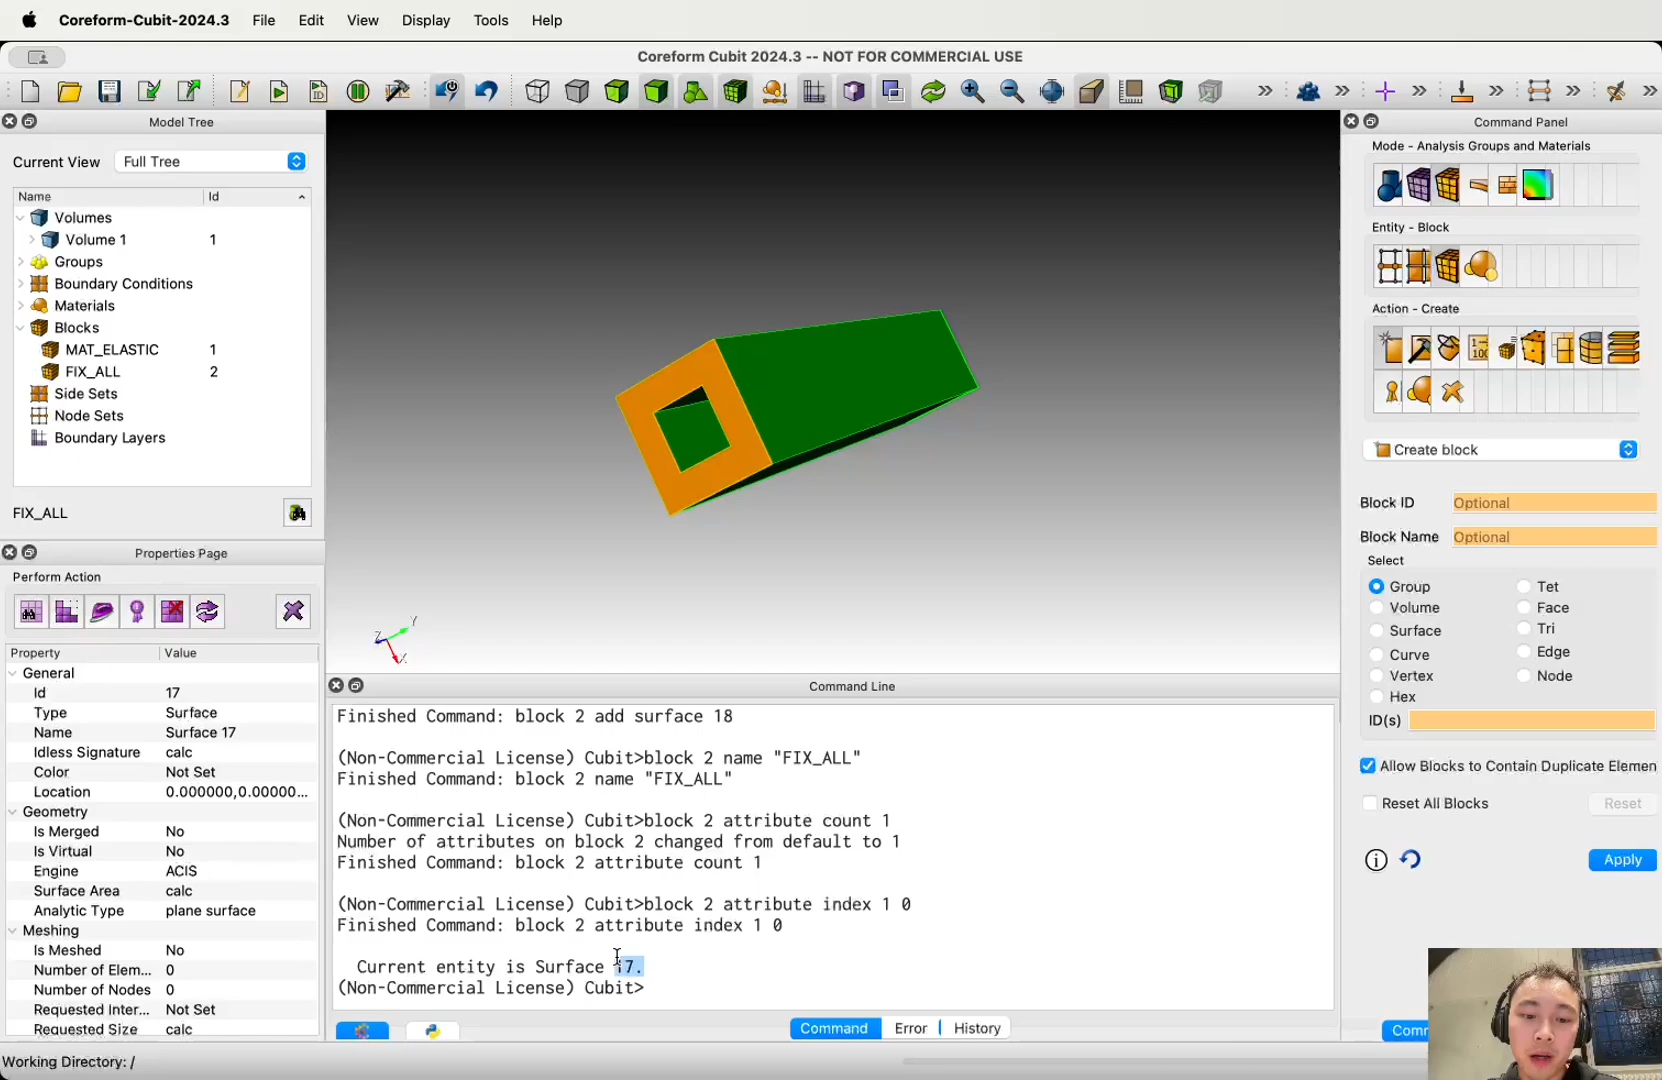 Coreform-Cubit-2024.3 File Edit View Display Tools Help
Coreform Cubit 2024.3 -- NOT FOR COMMERCIAL USE
Model Tree
Current View Full Tree
Name Id
Volumes
Volume 1 1
Groups
Boundary Conditions
Materials
Blocks
MAT_ELASTIC 1
FIX_ALL 2
Side Sets
Node Sets
Boundary Layers
FIX_ALL
Properties Page
Perform Action
Property Value
General
Id 17
Type Surface
Name Surface 17
Idless Signature calc
Color Not Set
Location 0.000000,0.00000...
Geometry
Is Merged No
Is Virtual No
Engine ACIS
Surface Area calc
Analytic Type plane surface
Meshing
Is Meshed No
Number of Elem... 0
Number of Nodes 0
Requested Inter... Not Set
Requested Size calc
Working Directory: /
Z Y X
Command Line
Finished Command: block 2 add surface 18
(Non-Commercial License) Cubit>block 2 name "FIX_ALL"
Finished Command: block 2 name "FIX_ALL"
(Non-Commercial License) Cubit>block 2 attribute count 1
Number of attributes on block 2 changed from default to 1
Finished Command: block 2 attribute count 1
(Non-Commercial License) Cubit>block 2 attribute index 1 0
Finished Command: block 2 attribute index 1 0
Current entity is Surface 17.
(Non-Commercial License) Cubit>
Command Error History
Command Panel
Mode - Analysis Groups and Materials
Entity - Block
Action - Create
Create block
Block ID Optional
Block Name Optional
Select
Group Tet
Volume Face
Surface Tri
Curve Edge
Vertex Node
Hex
ID(s)
Allow Blocks to Contain Duplicate Elemen
Reset All Blocks Reset
Apply